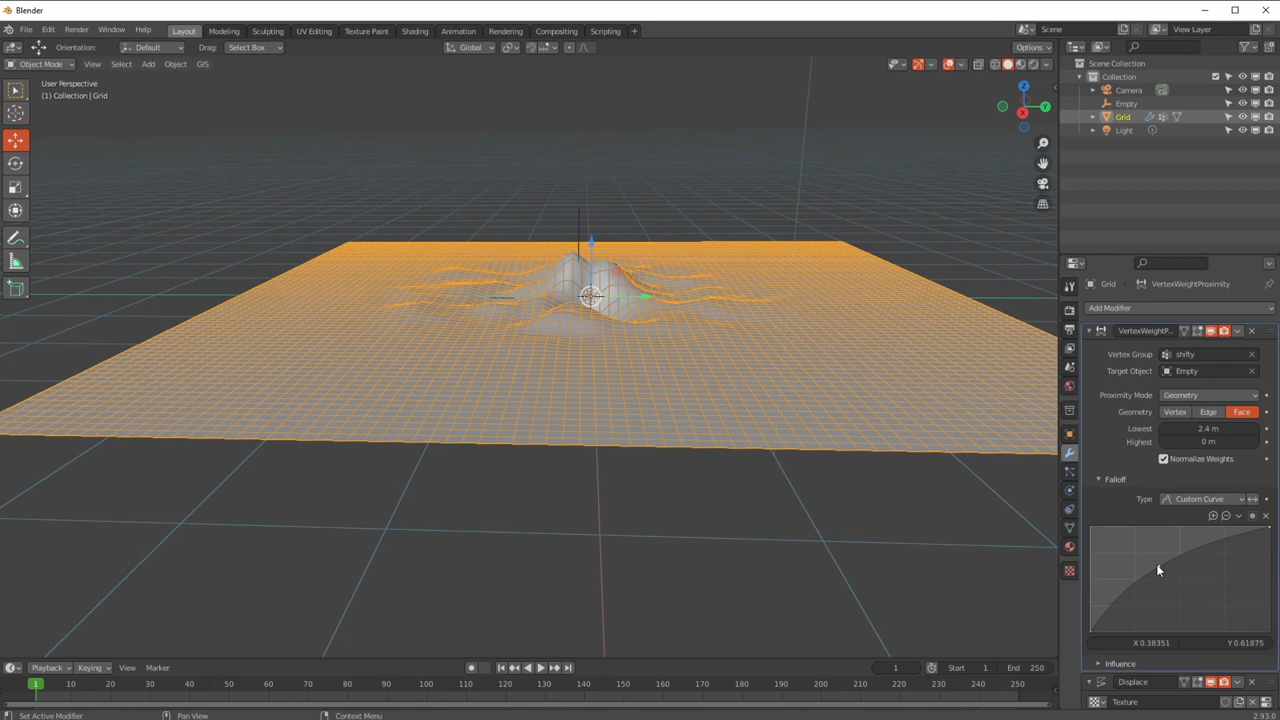 Blender
File Edit Render Window Help Layout Modeling Sculpting UV Editing Texture Paint Shading Animation Rendering Compositing Scripting + Scene View Layer
Orientation: Default Drag: Select Box Global Options
Object Mode View Select Add Object GIS
User Perspective
(1) Collection | Grid
Z
Y
X
Scene Collection
Collection
Camera
Empty
Grid
Light
Grid VertexWeightProximity
Add Modifier
VertexWeightP...
Vertex Group shifty
Target Object Empty
Proximity Mode Geometry
Geometry Vertex Edge Face
Lowest 2.4 m
Highest 0 m
Normalize Weights
Falloff
Type Custom Curve
X 0.38351 Y 0.61875
Influence
Displace
Texture
Playback Keying View Marker 1 Start 1 End 250
1 10 20 30 40 50 60 70 80 90 100 110 120 130 140 150 160 170 180 190 200 210 220 230 240 250
Set Active Modifier Pan View Context Menu 2.93.0